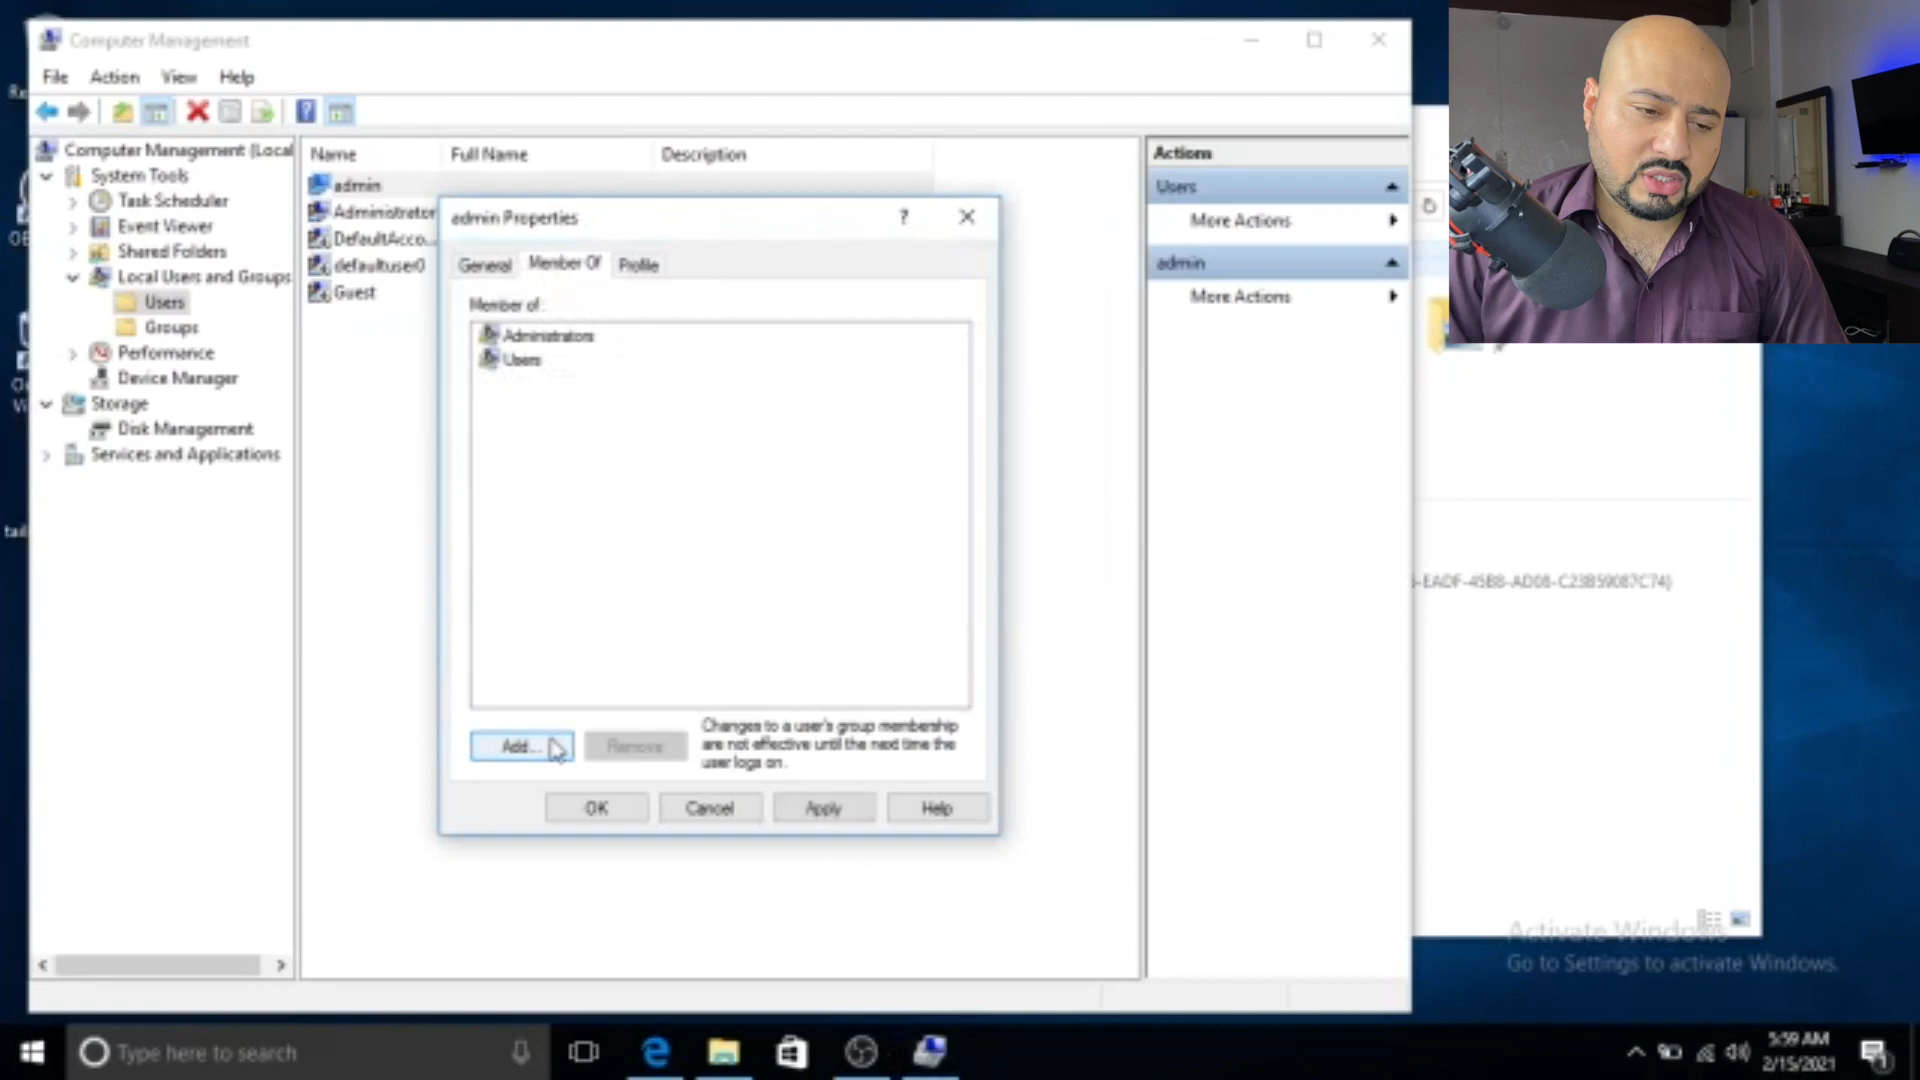 Computer Management
File Action View Help
Computer Management (Local
System Tools
Task Scheduler
Event Viewer
Shared Folders
Local Users and Groups
Users
Groups
Performance
Device Manager
Storage
Disk Management
Services and Applications
Name Full Name Description
admin
Administrator
DefaultAcco...
defaultuser0
Guest
admin Properties ? 
General Member Of Profile
Member of:
Administrators
Users
Add... Remove
Changes to a user's group membership
are not effective until the next time the
user logs on.
OK Cancel Apply Help
Actions
Users
More Actions
admin
More Actions
-EADF-45B8-AD08-C23B59087C74}
Activate Windows
Go to Settings to activate Windows.
Type here to search
5:59 AM
2/15/2021